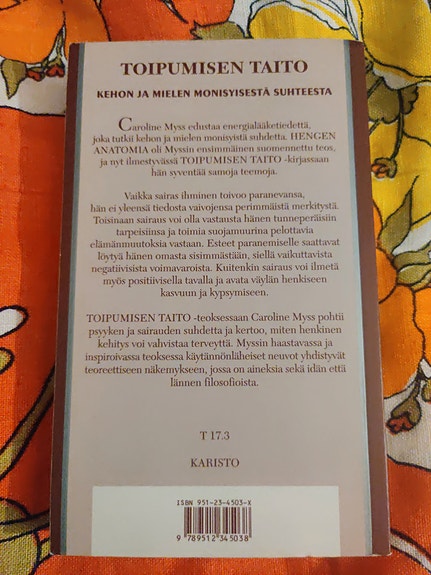 TOIPUMISEN TAITO
KEHON JA MIELEN MONISYISESTÄ SUHTEESTA
Caroline Myss edustaa energialääketiedettä,
joka tutkii kehon ja mielen monisyistä suhdetta. HENGEN
ANATOMIA oli Myssin ensimmäinen suomennettu teos,
ja nyt ilmestyvässä TOIPUMISEN TAITO -kirjassaan
hän syventää samoja teemoja.
Vaikka sairas ihminen toivoo paranevansa,
hän ei yleensä tiedosta vaivojensa perimmäistä merkitystä.
Toisinaan sairaus voi olla vastausta hänen tunneperäisiin
tarpeisiinsa ja toimia suojamuurina pelottavia
elämänmuutoksia vastaan. Esteet paranemiselle saattavat
löytyä hänen omasta sisimmästään, siellä vaikuttavista
negatiivisista voimavaroista. Kuitenkin sairaus voi ilmetä
myös positiivisella tavalla ja avata väylän henkiseen
kasvuun ja kypsymiseen.
TOIPUMISEN TAITO -teoksessaan Caroline Myss pohtii
psyyken ja sairauden suhdetta ja kertoo, miten henkinen
kehitys voi vahvistaa terveyttä. Myssin haastavassa ja
inspiroivassa teoksessa käytännönläheiset neuvot yhdistyvät
teoreettiseen näkemykseen, jossa on aineksia sekä idän että
lännen filosofioista.
T 17.3
KARISTO
ISBN 951-23-4503-X
9 789512 345038